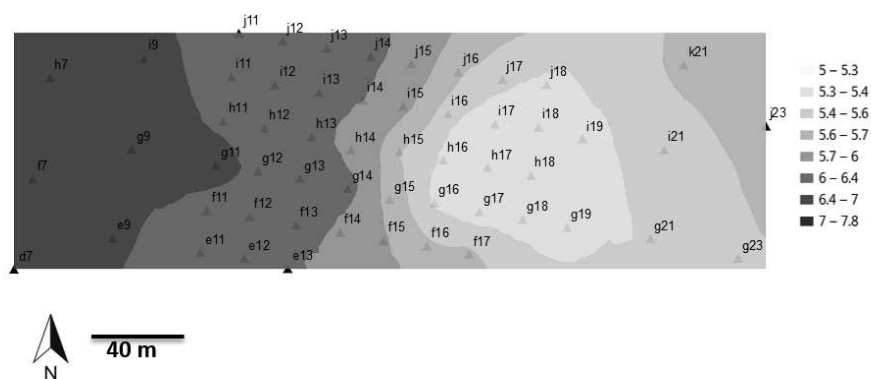 j11
j12
j13
j14
j15
j16
j17
j18
k21
i9
h7
i11
i12
i13
i14
i15
i16
i17
i18
i19
i21
j23
h11
h12
h13
h14
h15
h16
h17
h18
g9
g11
g12
g13
g14
g15
g16
g17
g18
g19
g21
g23
f7
f11
f12
f13
f14
f15
f16
f17
e9
e11
e12
e13
d7
5 – 5.3
5.3 – 5.4
5.4 – 5.6
5.6 – 5.7
5.7 – 6
6 – 6.4
6.4 – 7
7 – 7.8
N
40 m